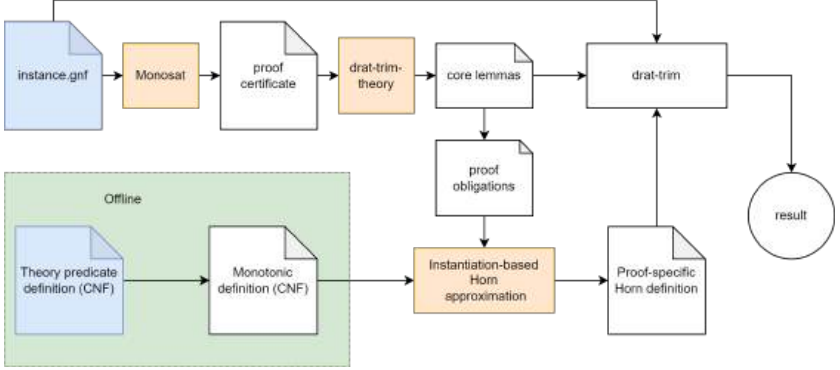 instance.gnf
Monosat
proof
certificate
drat-trim-
theory
core lemmas
drat-trim
proof
obligations
result
Offline
Theory predicate
definition (CNF)
Monotonic
definition (CNF)
Instantiation-based
Horn
approximation
Proof-specific
Horn definition